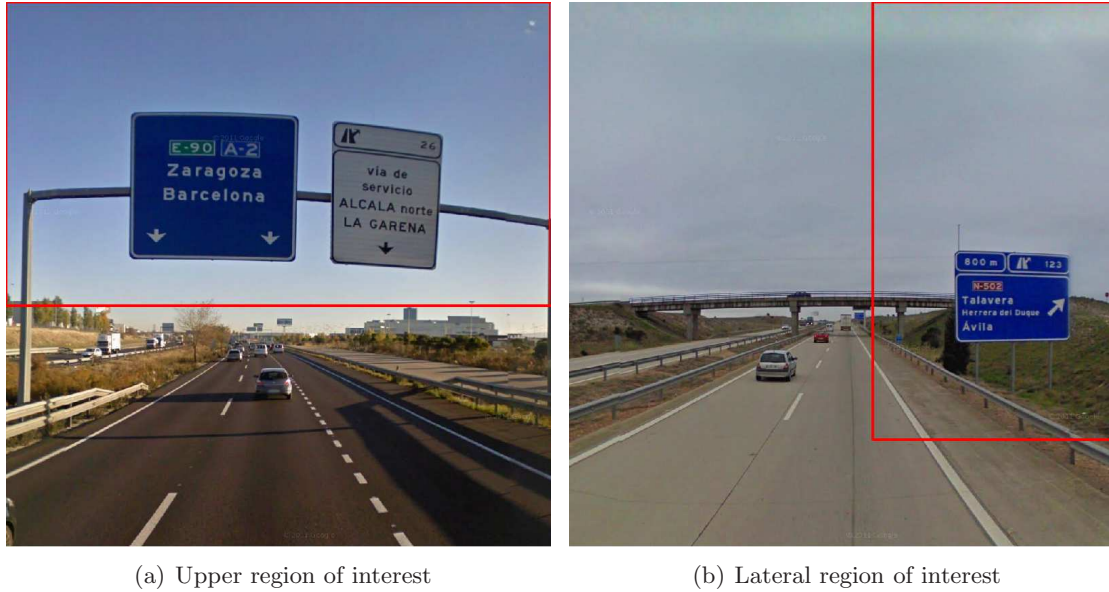 E-90 A-2
Zaragoza
Barcelona
26
vía de
servicio
ALCALA norte
LA GARENA
800 m 123
N-502
Talavera
Herrera del Duque
Ávila
(a) Upper region of interest
(b) Lateral region of interest